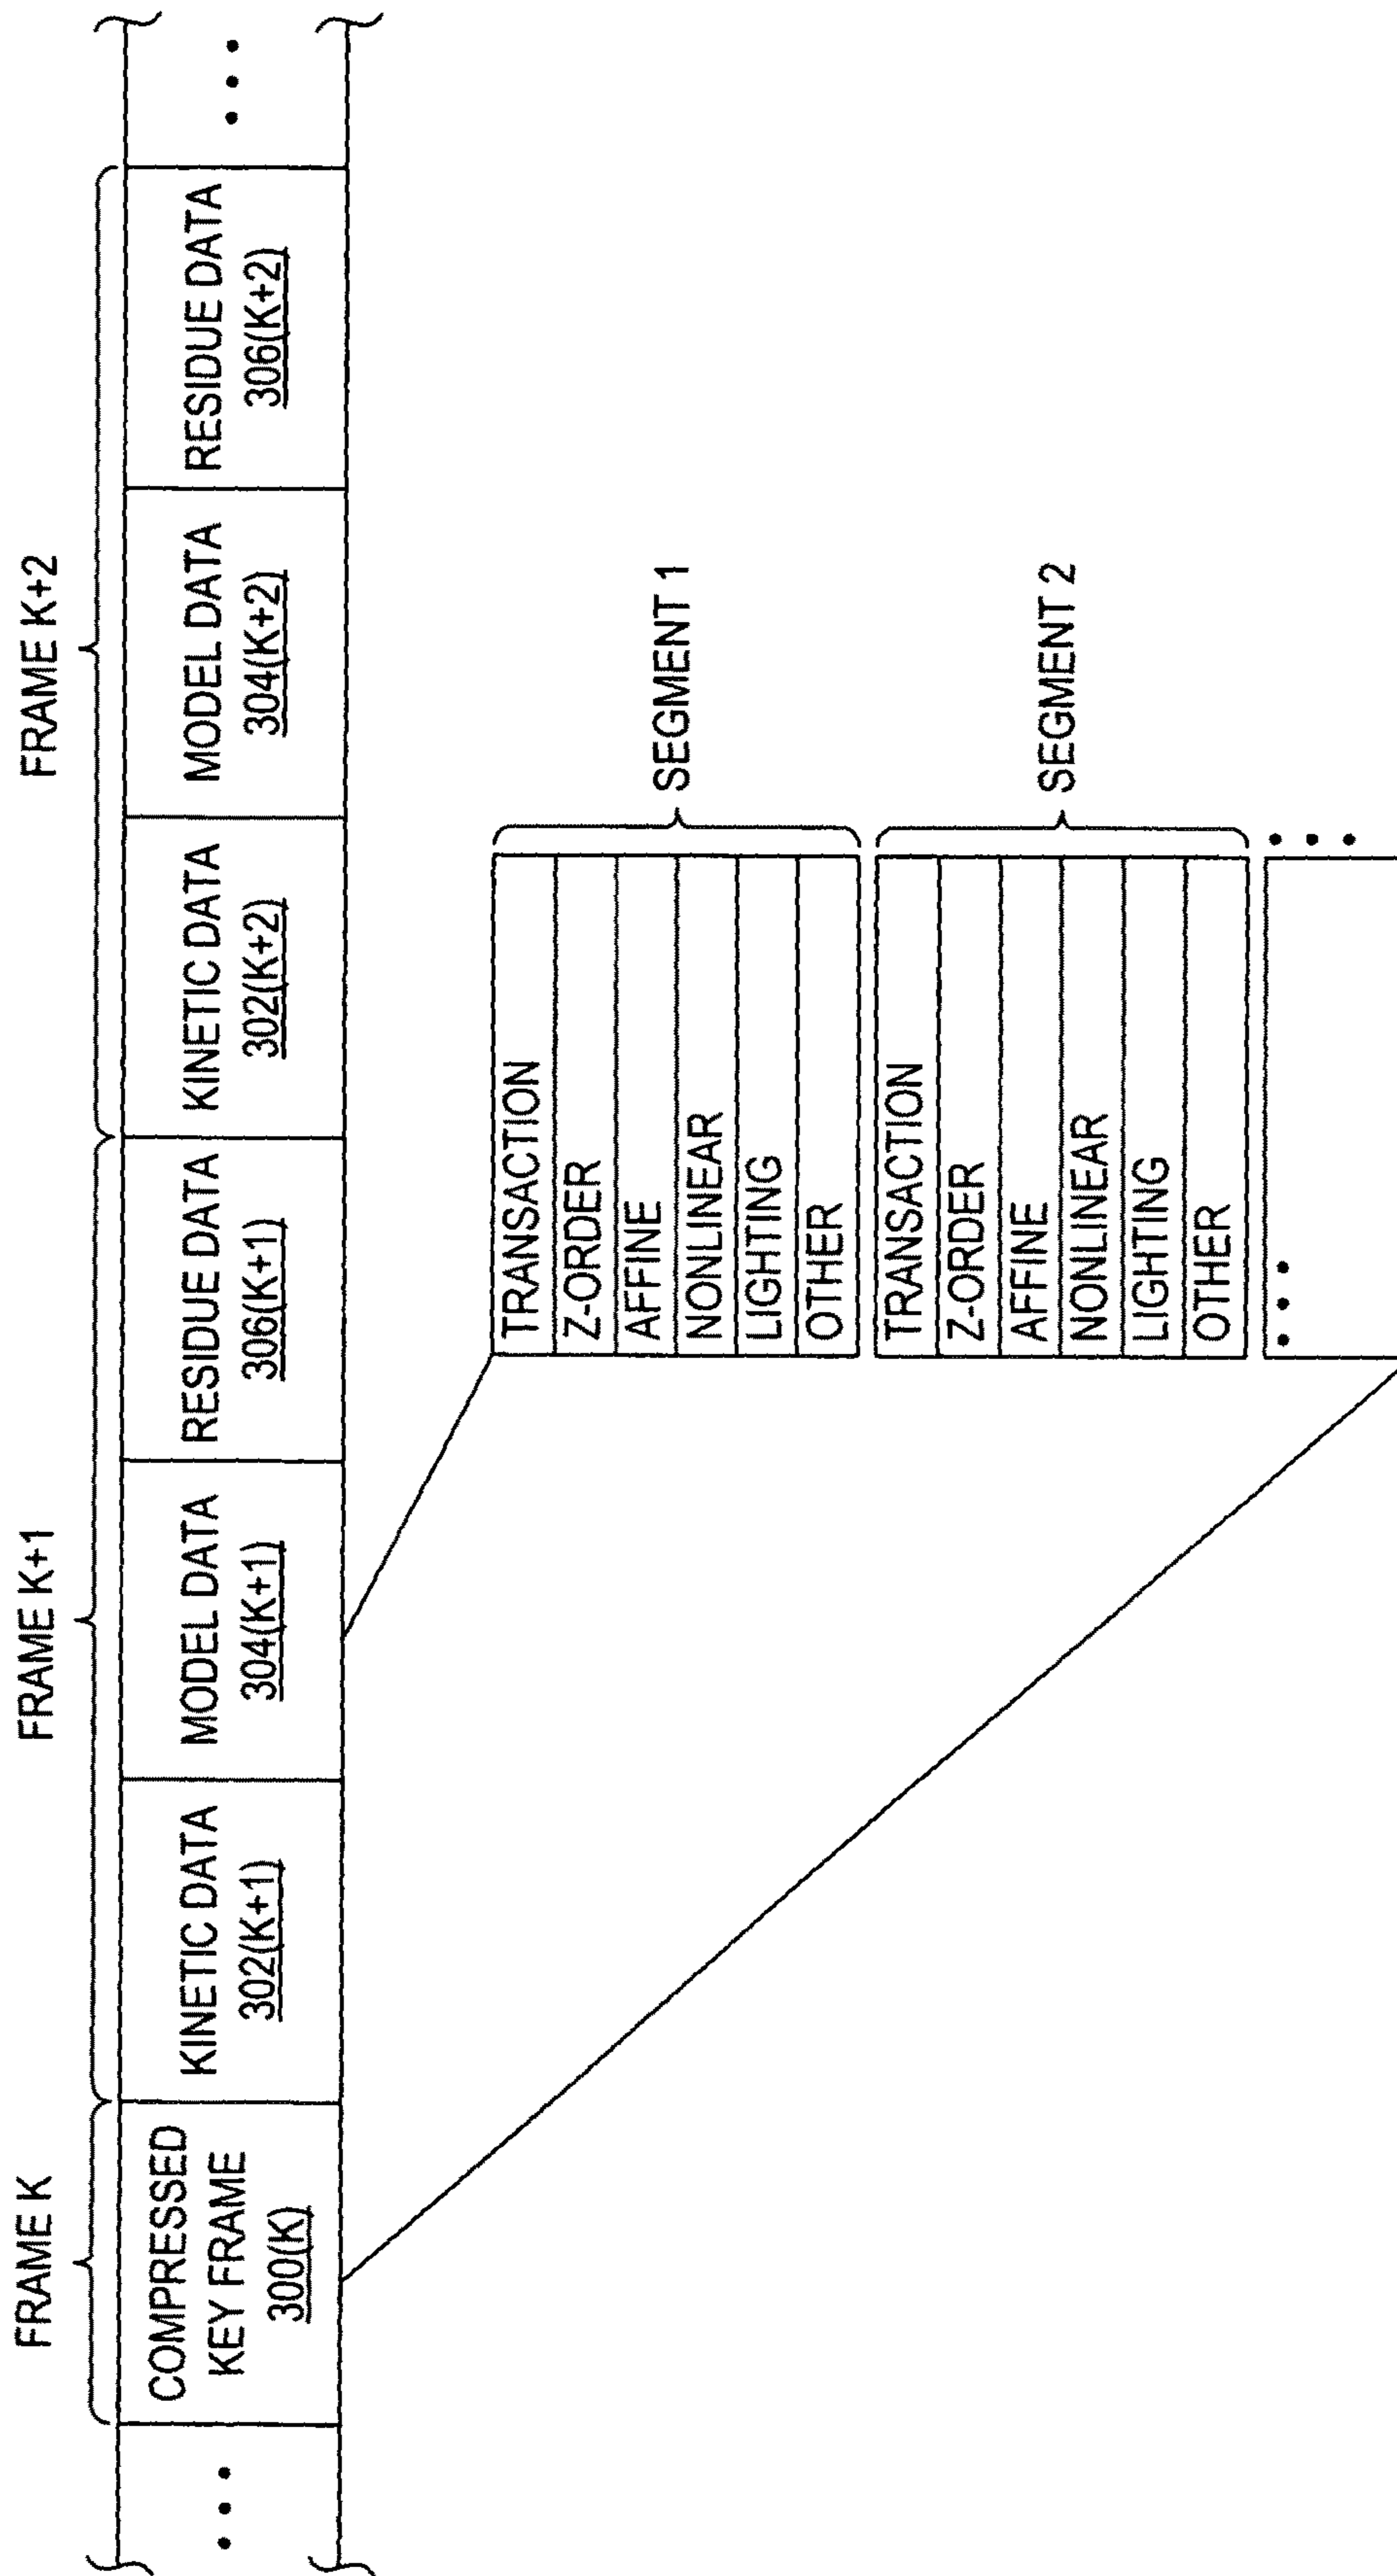 FRAME K
FRAME K+1
FRAME K+2
COMPRESSED
KEY FRAME
300(K)
KINETIC DATA
302(K+1)
MODEL DATA
304(K+1)
RESIDUE DATA
306(K+1)
KINETIC DATA
302(K+2)
MODEL DATA
304(K+2)
RESIDUE DATA
306(K+2)
TRANSACTION
Z-ORDER
AFFINE
NONLINEAR
LIGHTING
OTHER
SEGMENT 1
TRANSACTION
Z-ORDER
AFFINE
NONLINEAR
LIGHTING
OTHER
SEGMENT 2